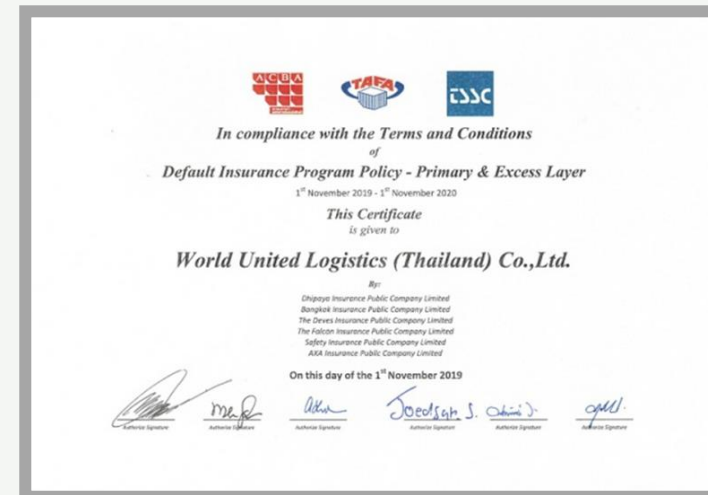 ACBA
TAFA
TSSC
In compliance with the Terms and Conditions
of
Default Insurance Program Policy - Primary & Excess Layer
1st November 2019 - 1st November 2020
This Certificate
is given to
World United Logistics (Thailand) Co.,Ltd.
By:
Dhipaya Insurance Public Company Limited
Bangkok Insurance Public Company Limited
The Deves Insurance Public Company Limited
The Falcon Insurance Public Company Limited
Safety Insurance Public Company Limited
AXA Insurance Public Company Limited
On this day of the 1st November 2019
Joedsak S.
Authorize Signature Authorize Signature Authorize Signature Authorize Signature Authorize Signature Authorize Signature